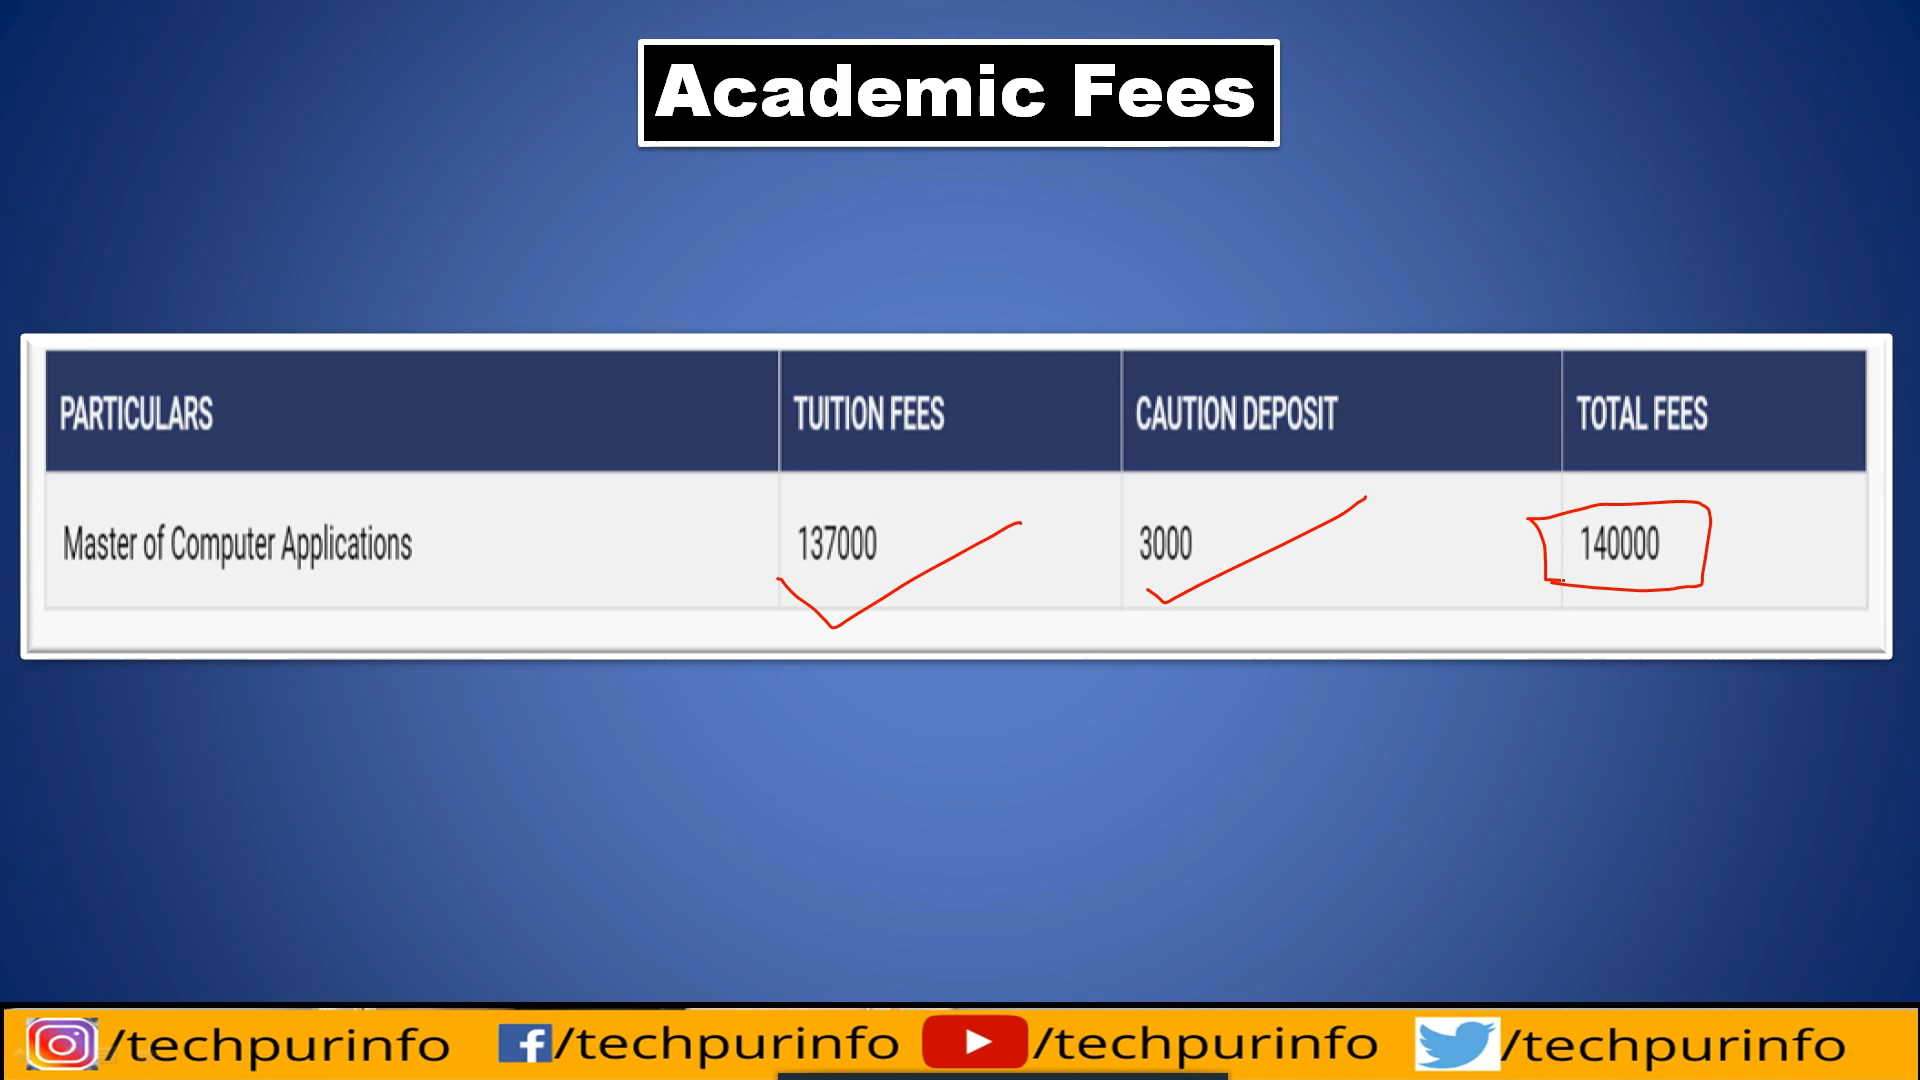 Academic Fees
PARTICULARS TUITION FEES CAUTION DEPOSIT TOTAL FEES
Master of Computer Applications 137000 3000 140000
/techpurinfo /techpurinfo /techpurinfo /techpurinfo